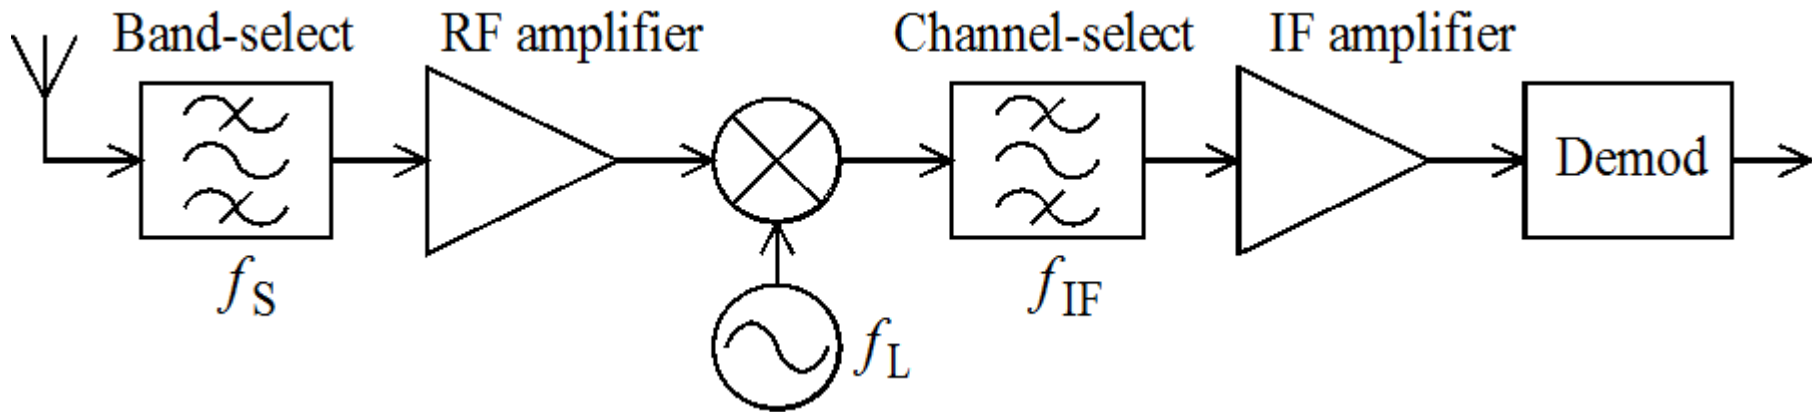 Band-select
RF amplifier
Channel-select
IF amplifier
Demod
fS
fIF
fL